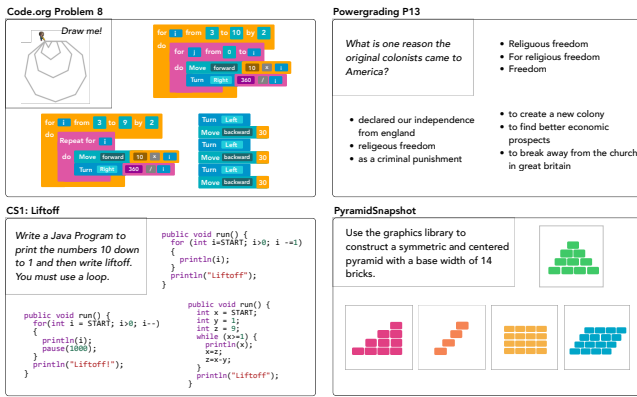 Code.org Problem 8
Draw me!
for i from 3 to 10 by 2
do
for j from 0 to i
do Move forward 10 * i
Turn Right 360 / i
for i from 3 to 9 by 2
do
Repeat for i
do Move backward 10 * i
Turn Right 360 / i
Turn Left
Move backward 30
Turn Left
Move backward 30
Turn Left
Move backward 30
Powergrading P13
What is one reason the
original colonists came to
America?
• Religuous freedom
• For religious freedom
• Freedom
• declared our independence
from england
• religeous freedom
• as a criminal punishment
• to create a new colony
• to find better economic
prospects
• to break away from the church
in great britain
CS1: Liftoff
Write a Java Program to
print the numbers 10 down
to 1 and then write liftoff.
You must use a loop.
public void run() {
for (int i=START; i>0; i -=1)
{
println(i);
}
println("Liftoff");
}
public void run() {
for(int i = START; i>0; i--)
{
println(i);
pause(1000);
}
println("Liftoff!");
}
public void run() {
int x = START;
int y = 1;
int z = 9;
while (x>=1) {
println(x);
x=z;
z=x-y;
}
println("Liftoff");
}
PyramidSnapshot
Use the graphics library to
construct a symmetric and centered
pyramid with a base width of 14
bricks.